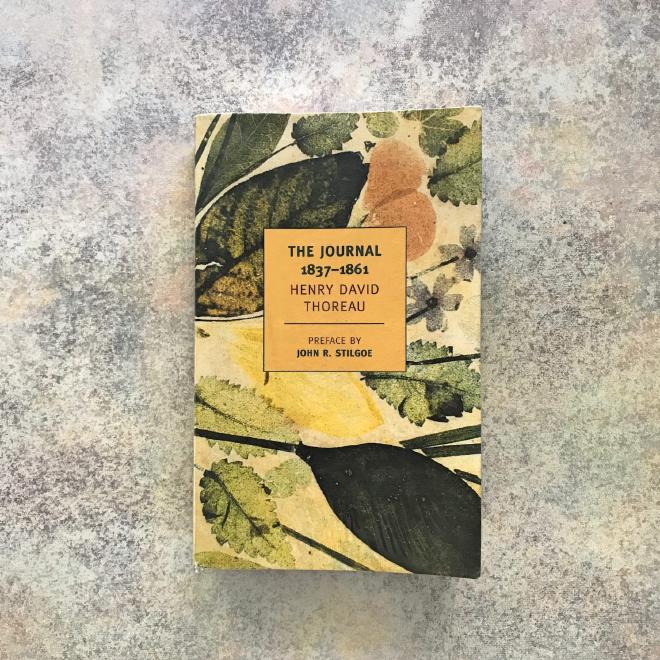 THE JOURNAL
1837–1861
HENRY DAVID
THOREAU
PREFACE BY
JOHN R. STILGOE